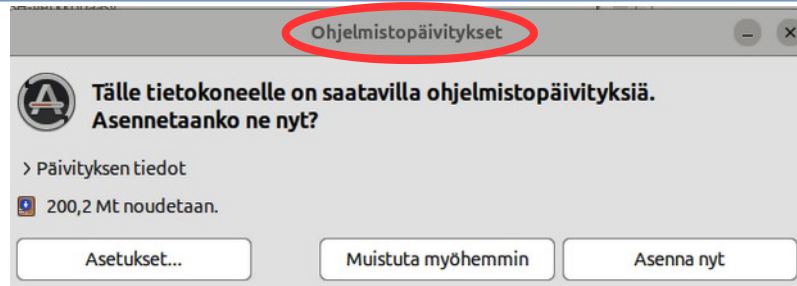 Ohjelmistopäivitykset
Tälle tietokoneelle on saatavilla ohjelmistopäivityksiä.
Asennetaanko ne nyt?
> Päivityksen tiedot
200,2 Mt noudetaan.
Asetukset...
Muistuta myöhemmin
Asenna nyt